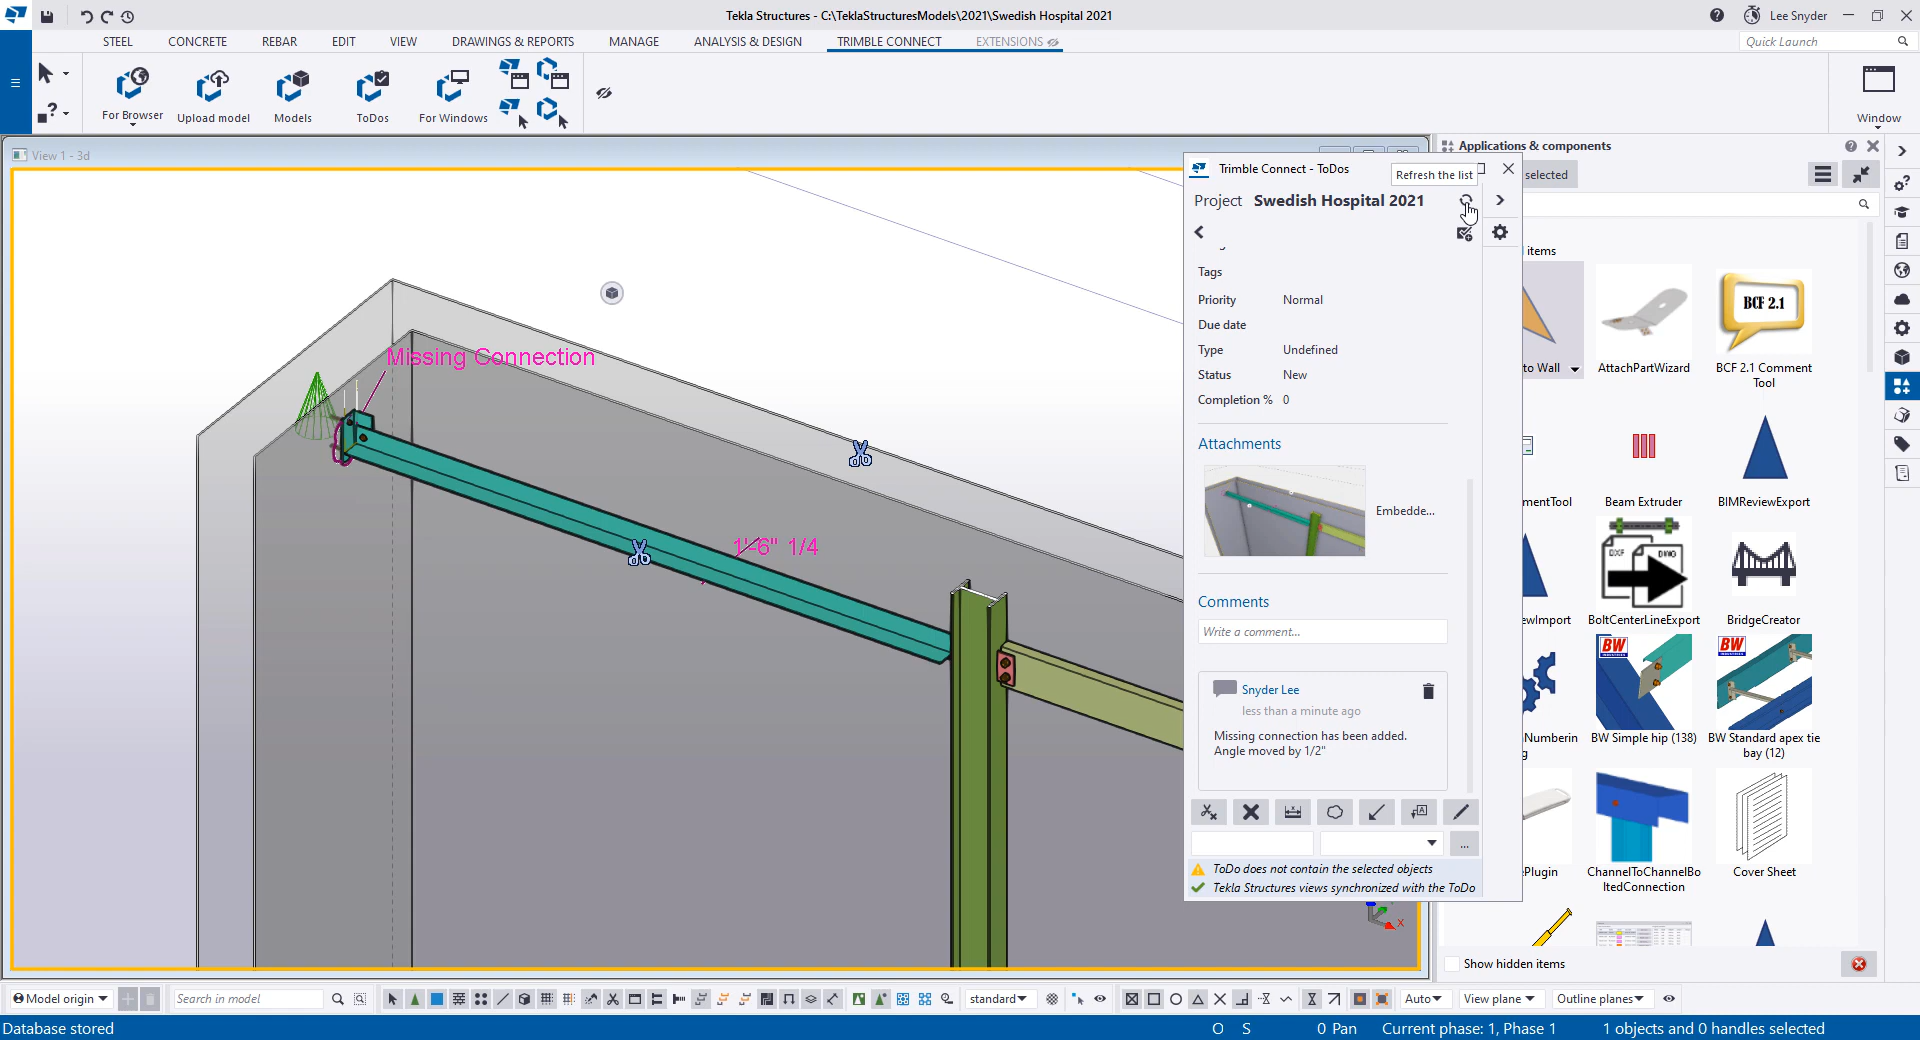 Tekla Structures - C:\TeklaStructuresModels\2021\Swedish Hospital 2021
Lee Snyder
STEEL CONCRETE REBAR EDIT VIEW DRAWINGS & REPORTS MANAGE ANALYSIS & DESIGN TRIMBLE CONNECT EXTENSIONS
Quick Launch
For Browser
Upload model
Models
ToDos
For Windows
Window
View 1 - 3d
Missing Connection
1'-6" 1/4
Trimble Connect - ToDos
Refresh the list
Project Swedish Hospital 2021
Tags
Priority Normal
Due date
Type Undefined
Status New
Completion % 0
Attachments
Embedde...
Comments
Write a comment...
Snyder Lee
less than a minute ago
Missing connection has been added.
Angle moved by 1/2"
ToDo does not contain the selected objects
Tekla Structures views synchronized with the ToDo
Applications & components
selected
items
to Wall
AttachPartWizard
BCF 2.1
BCF 2.1 Comment
Tool
mentTool
Beam Extruder
BIMReviewExport
DXF
DWG
ewImport
BoltCenterLineExport
BridgeCreator
BW
BW
Numberin
g
BW Simple hip (138)
BW Standard apex tie
bay (12)
Plugin
ChannelToChannelBo
ltedConnection
Cover Sheet
Show hidden items
Model origin
Search in model
standard
Auto
View plane
Outline planes
Database stored
O S 0 Pan Current phase: 1, Phase 1 1 objects and 0 handles selected